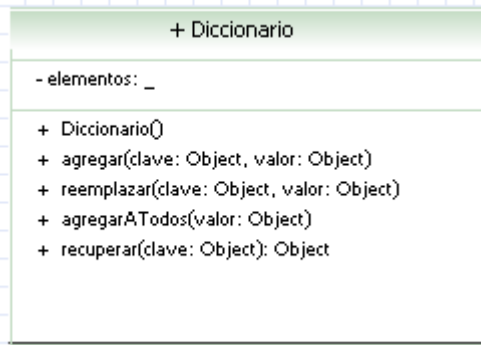 + Diccionario
- elementos: _
+ Diccionario()
+ agregar(clave: Object, valor: Object)
+ reemplazar(clave: Object, valor: Object)
+ agregarATodos(valor: Object)
+ recuperar(clave: Object): Object